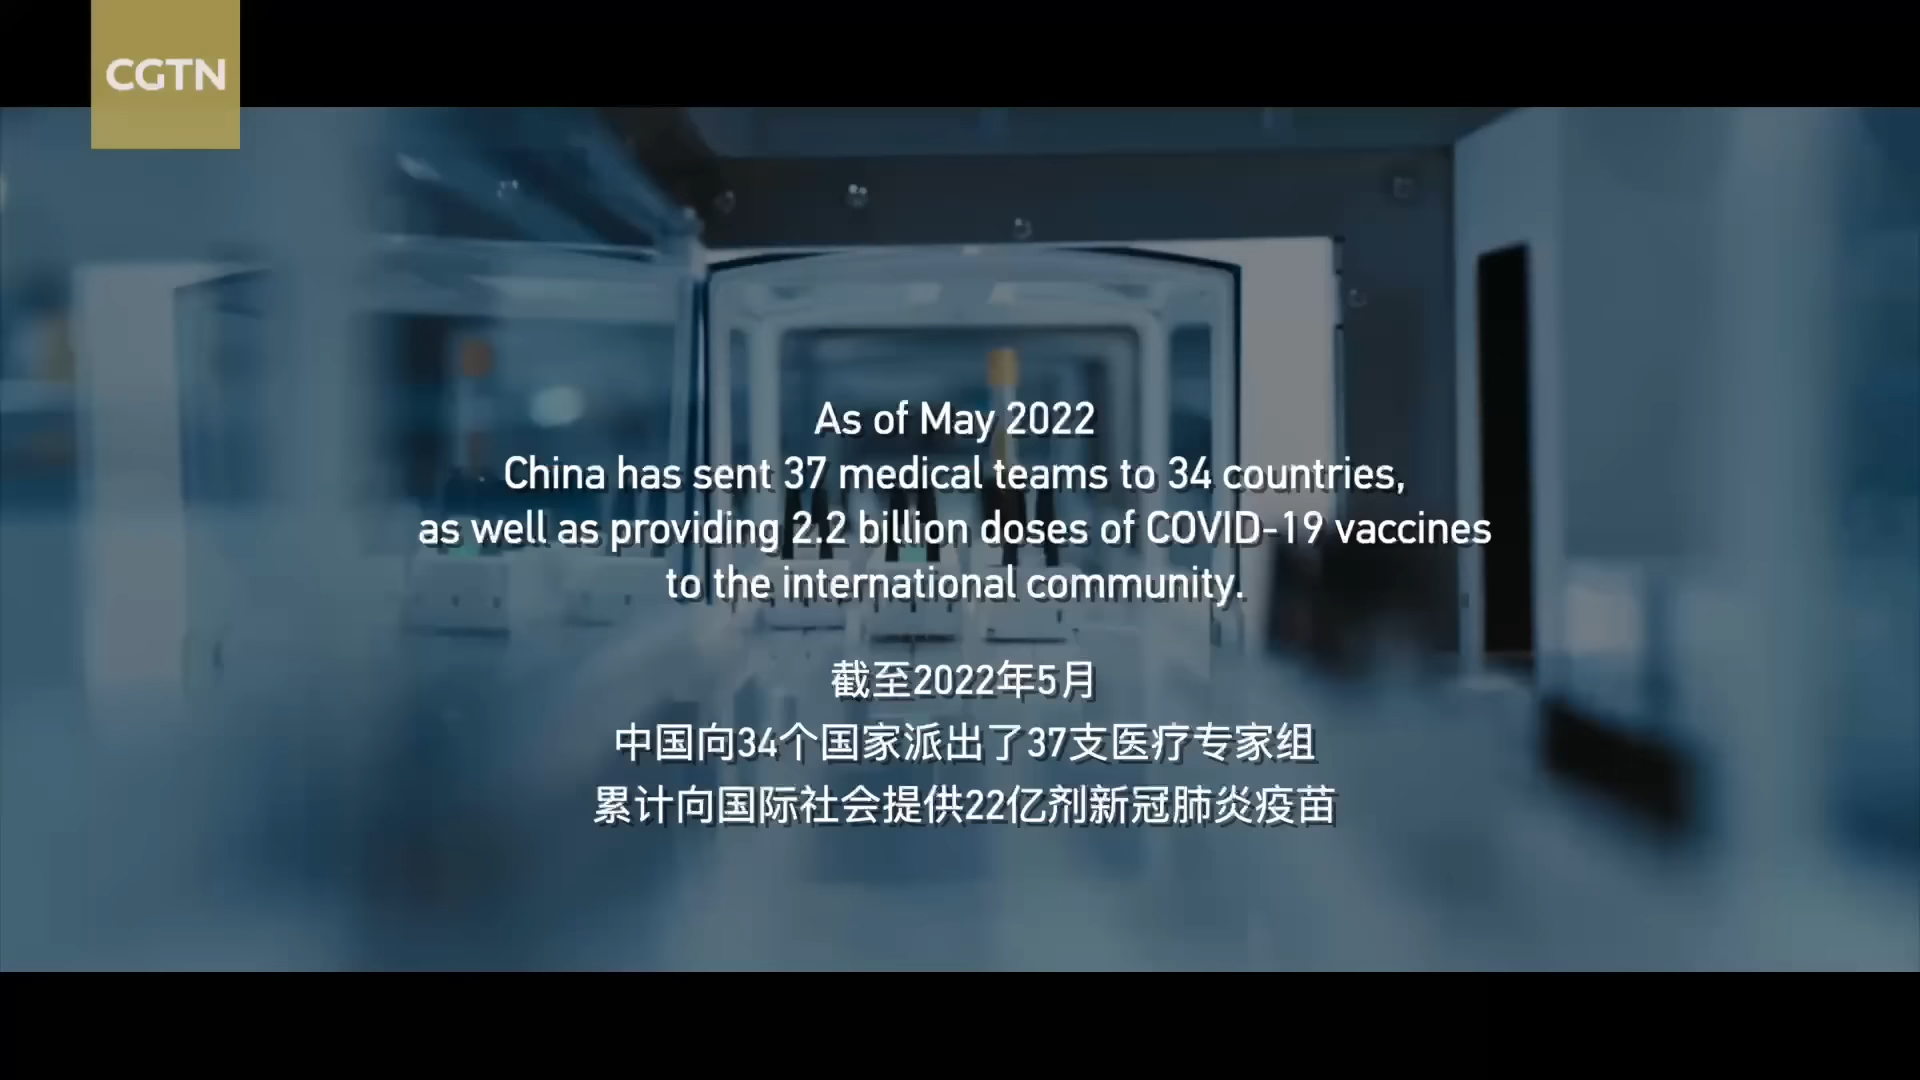 CGTN
As of May 2022
China has sent 37 medical teams to 34 countries,
as well as providing 2.2 billion doses of COVID-19 vaccines
to the international community.
截至2022年5月
中国向34个国家派出了37支医疗专家组
累计向国际社会提供22亿剂新冠肺炎疫苗